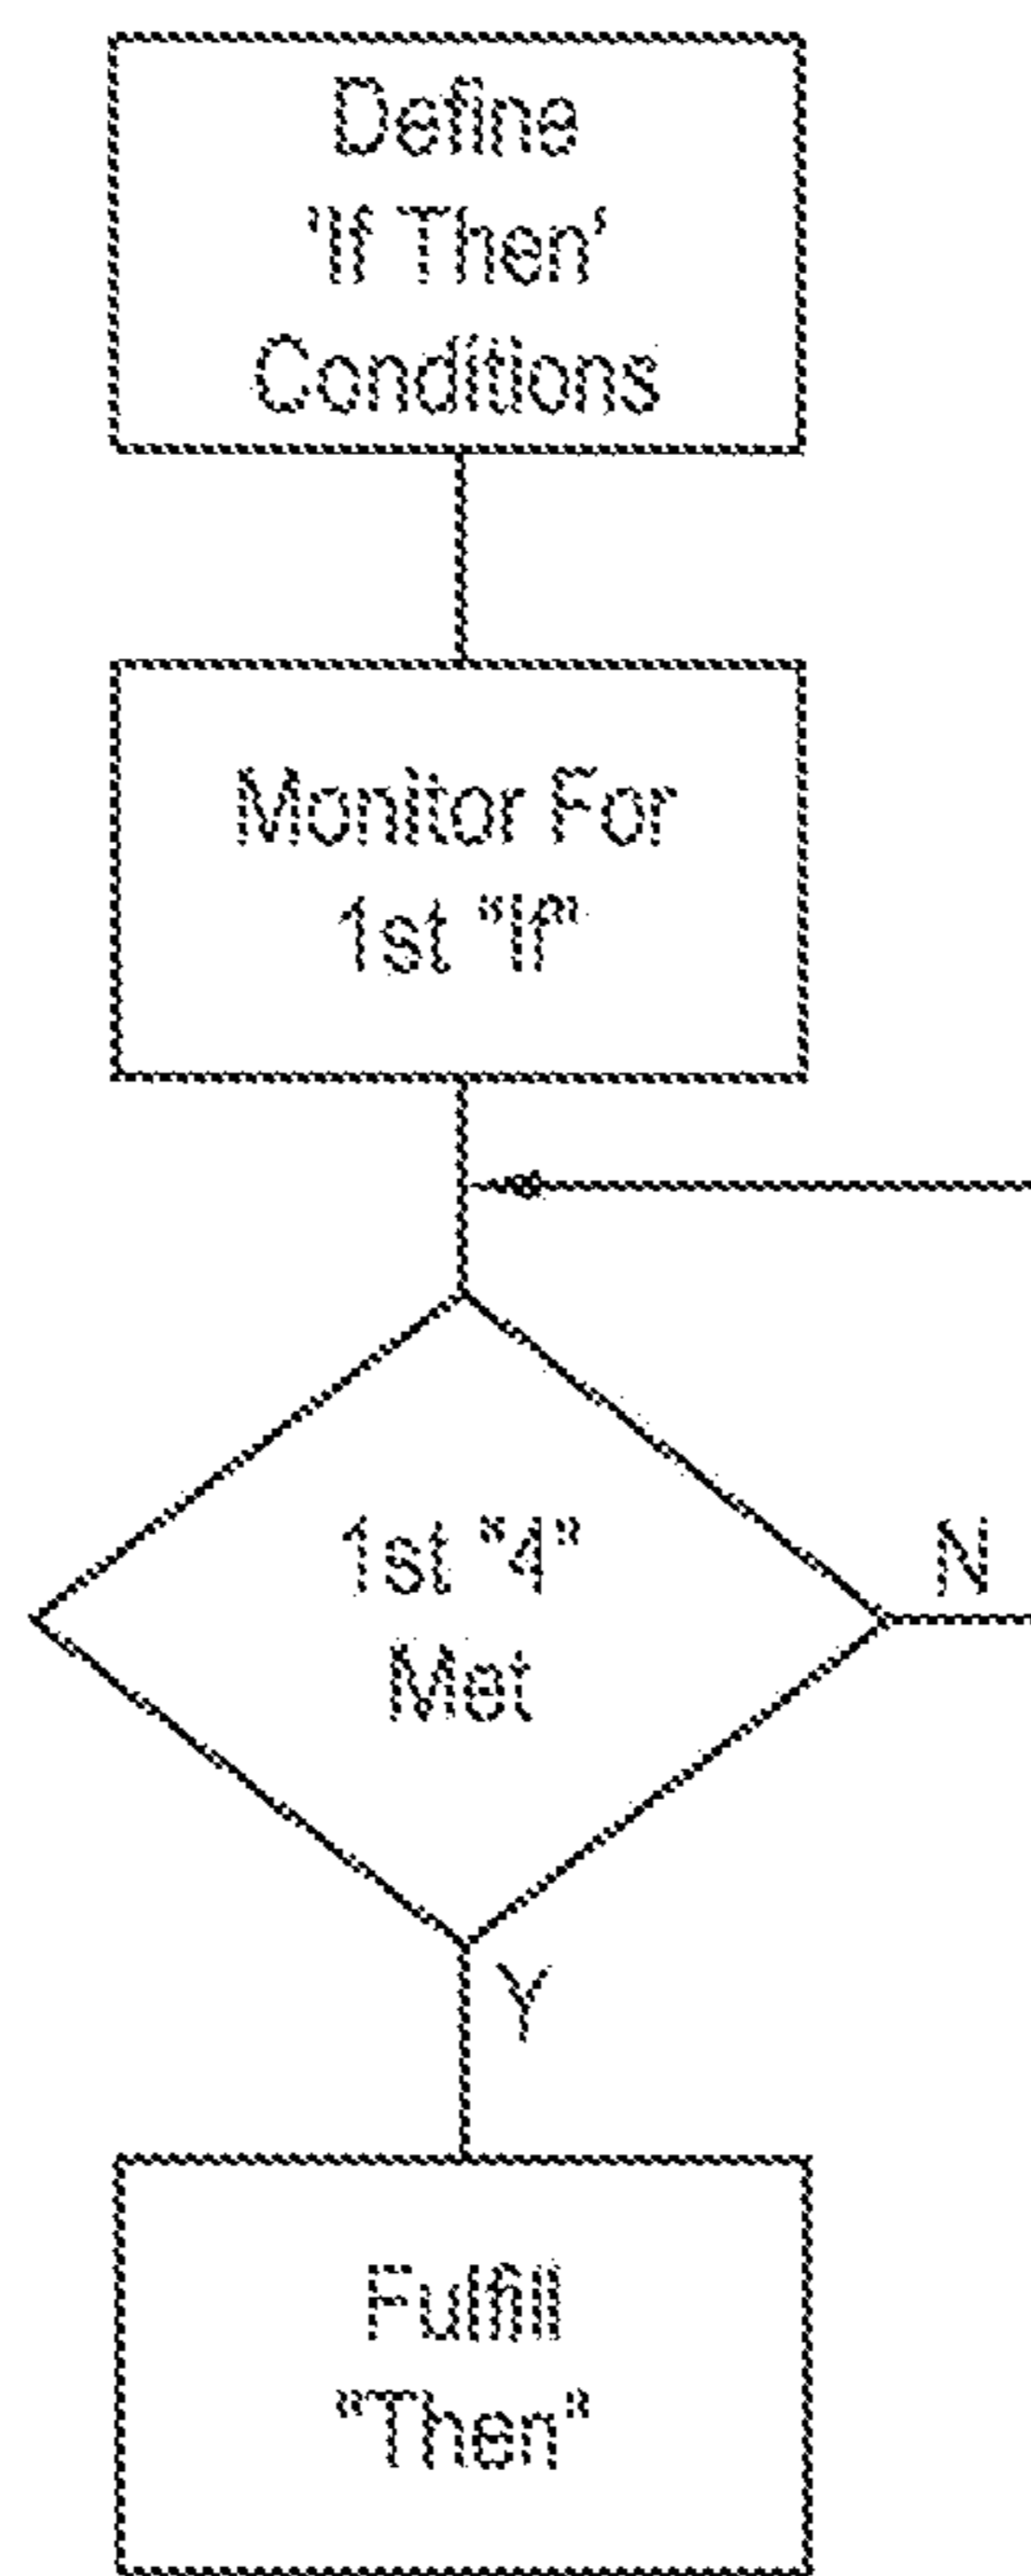 Define
'If Then'
Conditions
Monitor For
1st "If"
1st "4"
Met
N
Y
Fulfill
"Then"